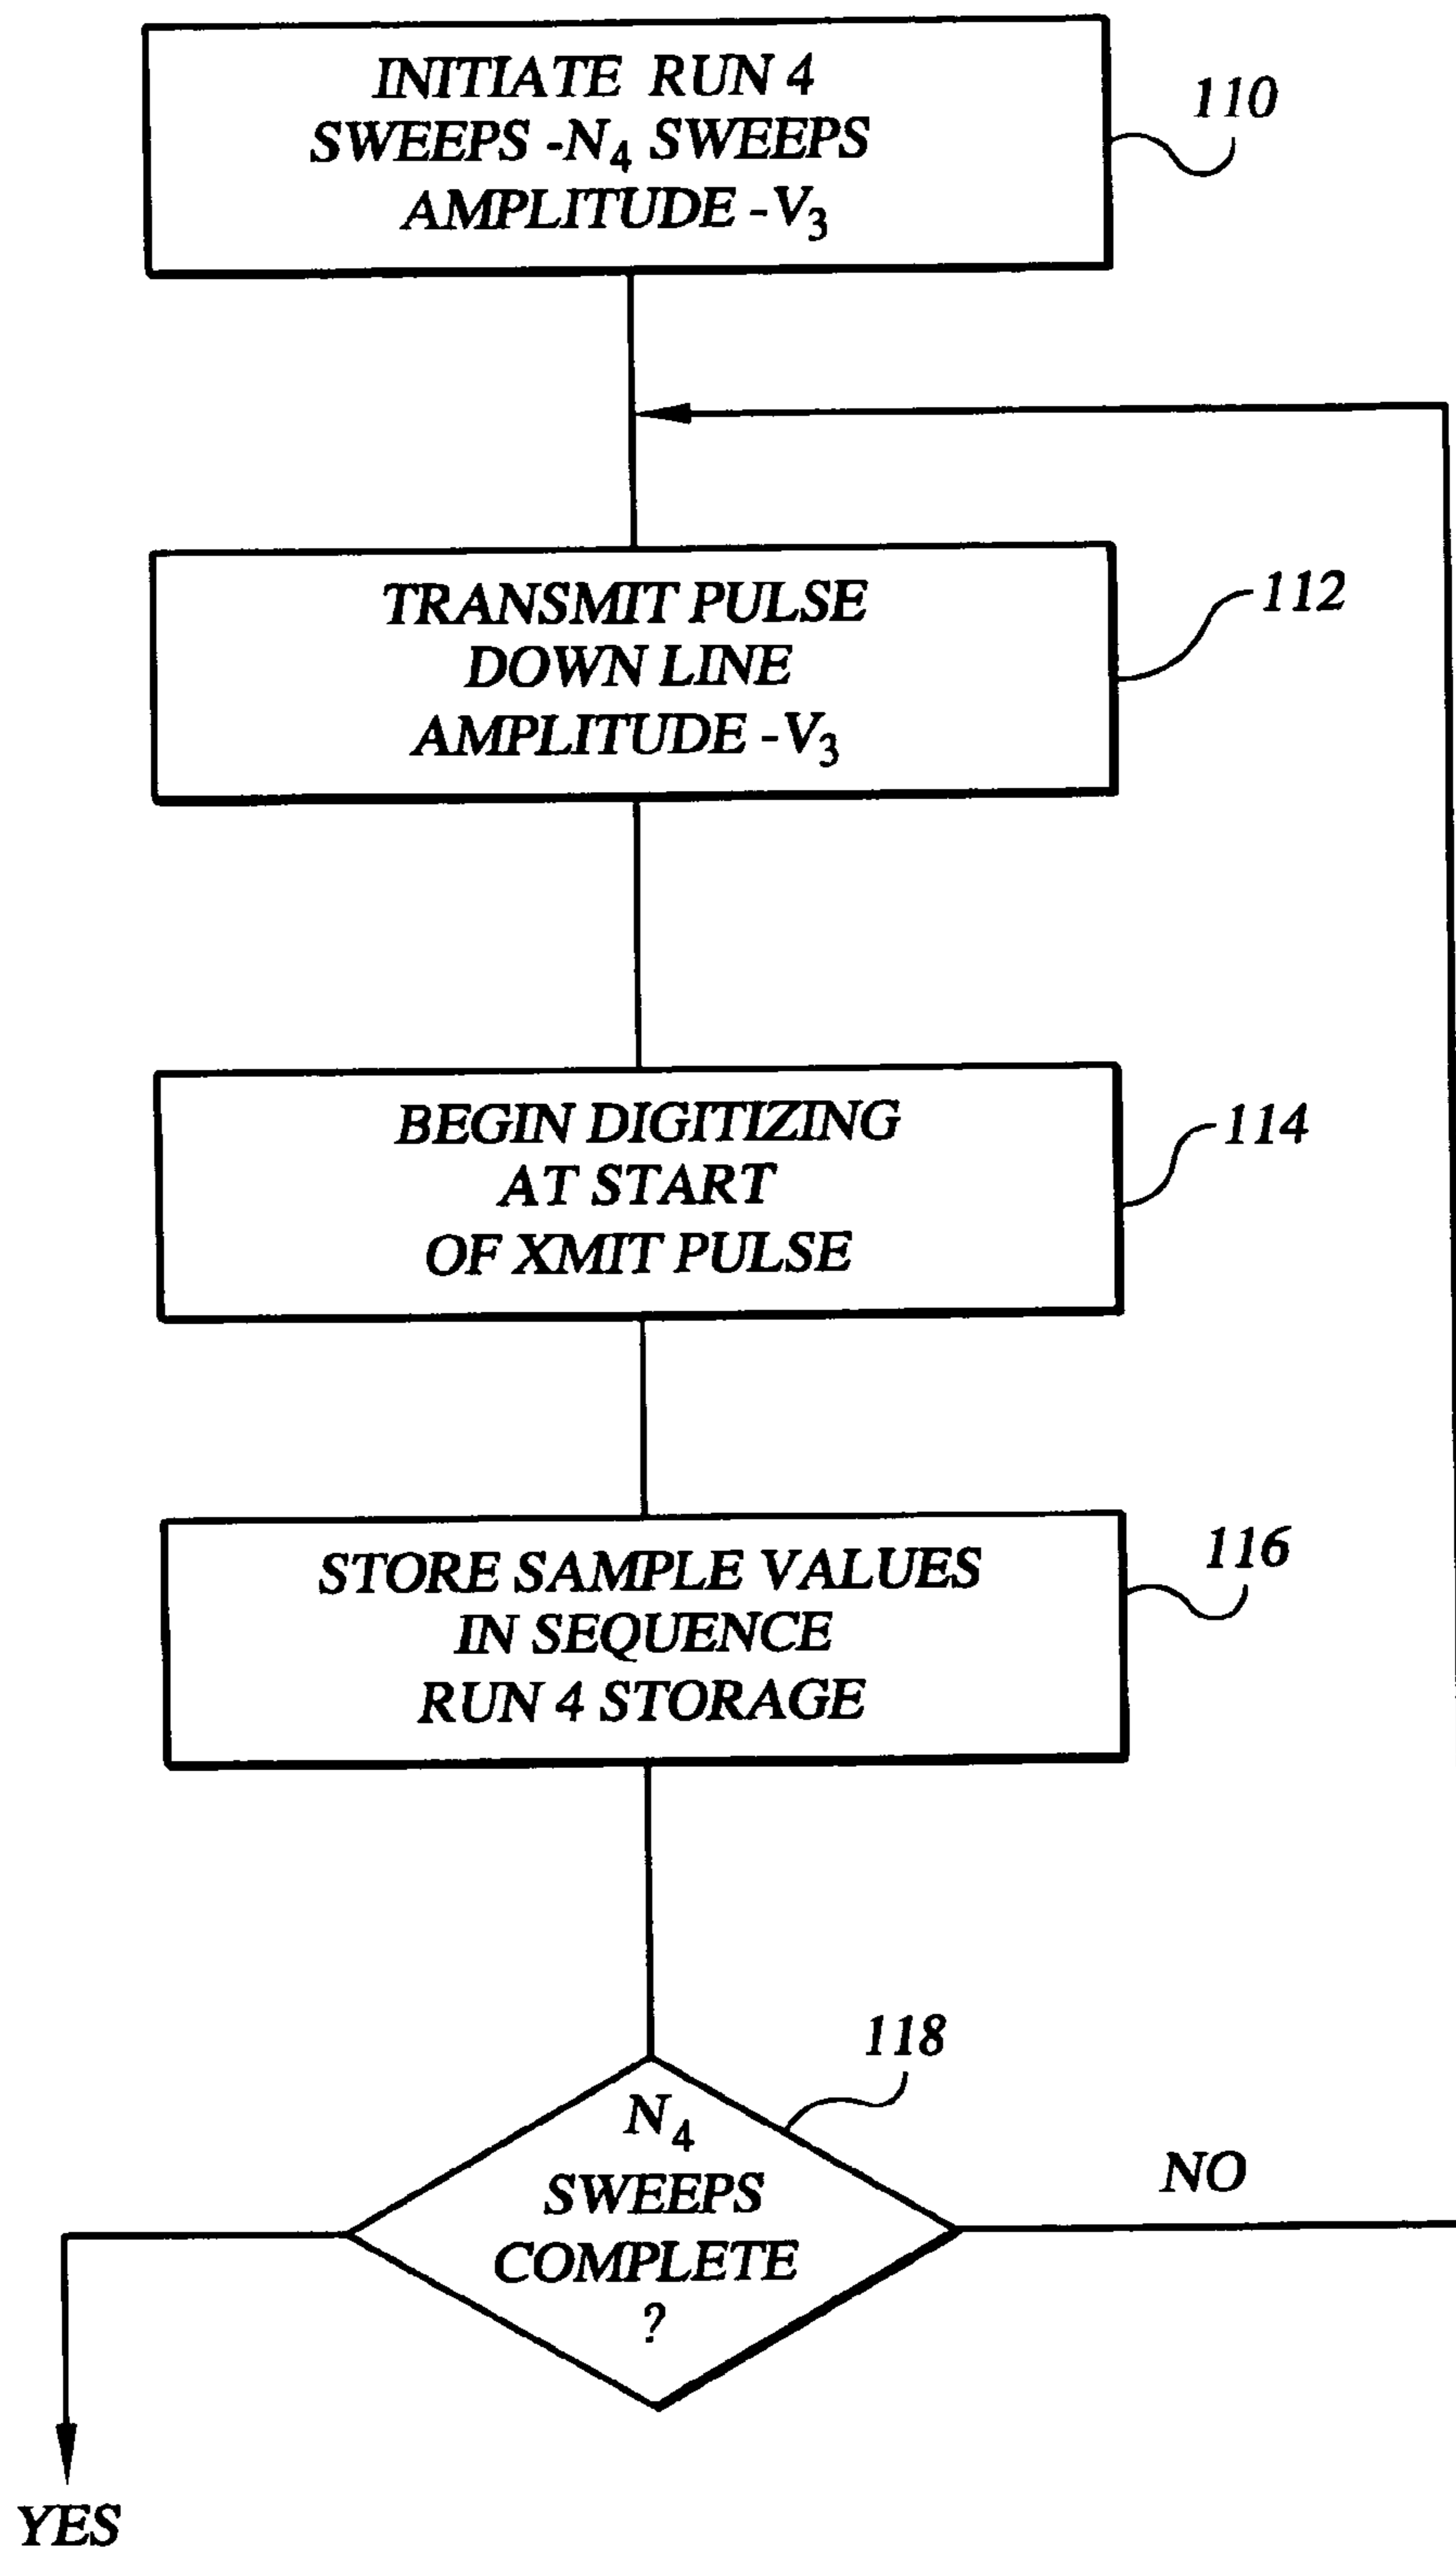 INITIATE RUN 4
SWEEPS -N₄ SWEEPS
AMPLITUDE -V₃
110
TRANSMIT PULSE
DOWN LINE
AMPLITUDE -V₃
112
BEGIN DIGITIZING
AT START
OF XMIT PULSE
114
STORE SAMPLE VALUES
IN SEQUENCE
RUN 4 STORAGE
116
118
N₄
SWEEPS
COMPLETE
?
NO
YES